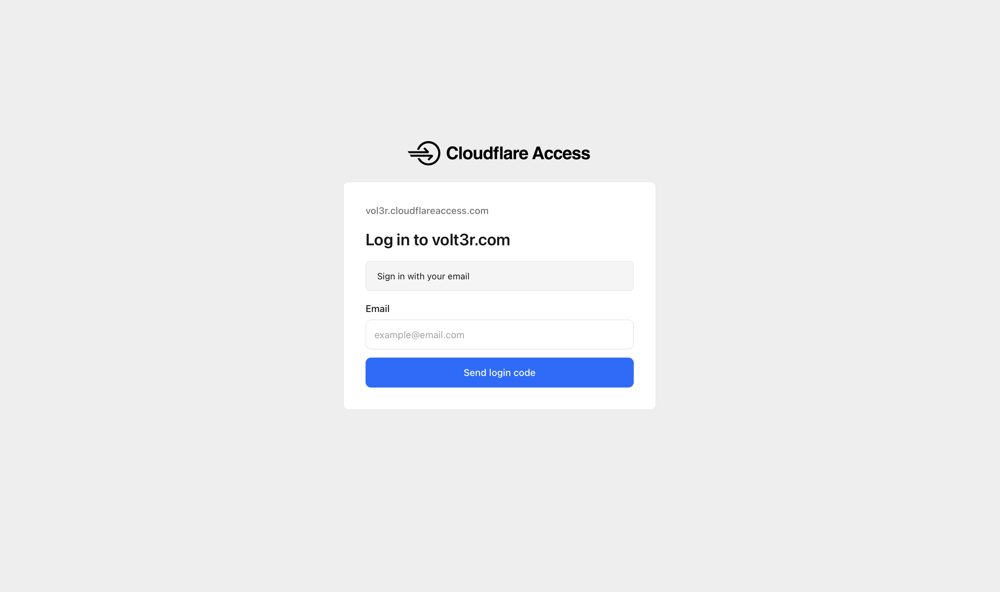 Cloudflare Access
vol3r.cloudflareaccess.com
Log in to volt3r.com
Sign in with your email
Email
example@email.com
Send login code